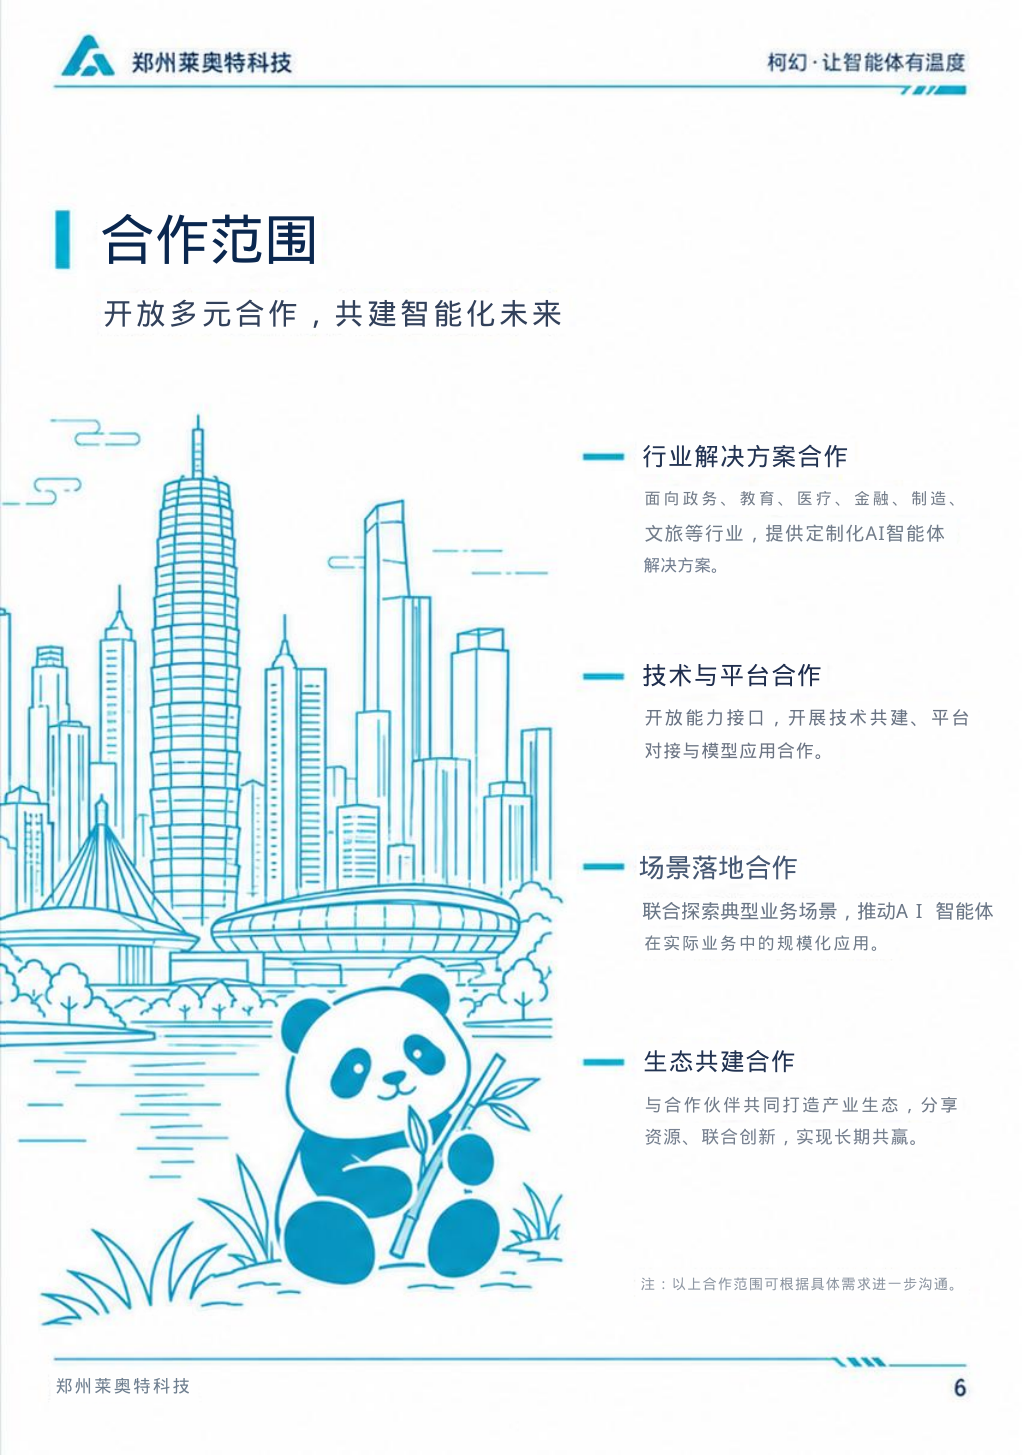 郑州莱奥特科技
柯幻·让智能体有温度
合作范围
开放多元合作，共建智能化未来
行业解决方案合作
面向政务、教育、医疗、金融、制造、
文旅等行业，提供定制化AI智能体
解决方案。
技术与平台合作
开放能力接口，开展技术共建、平台
对接与模型应用合作。
场景落地合作
联合探索典型业务场景，推动AI 智能体
在实际业务中的规模化应用。
生态共建合作
与合作伙伴共同打造产业生态，分享
资源、联合创新，实现长期共赢。
注：以上合作范围可根据具体需求进一步沟通。
郑州莱奥特科技
6